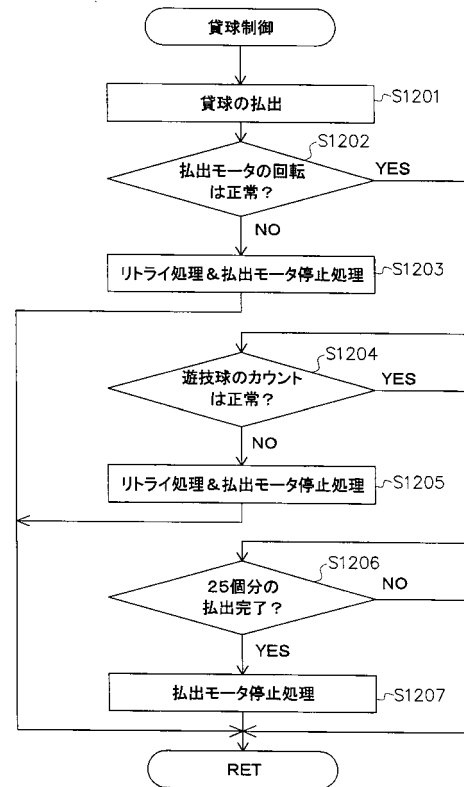 貸球制御
貸球の払出
S1201
S1202
払出モータの回転
は正常?
YES
NO
リトライ処理&払出モータ停止処理
S1203
S1204
遊技球のカウント
は正常?
YES
NO
リトライ処理&払出モータ停止処理
S1205
S1206
25個分の
払出完了?
NO
YES
払出モータ停止処理
S1207
RET